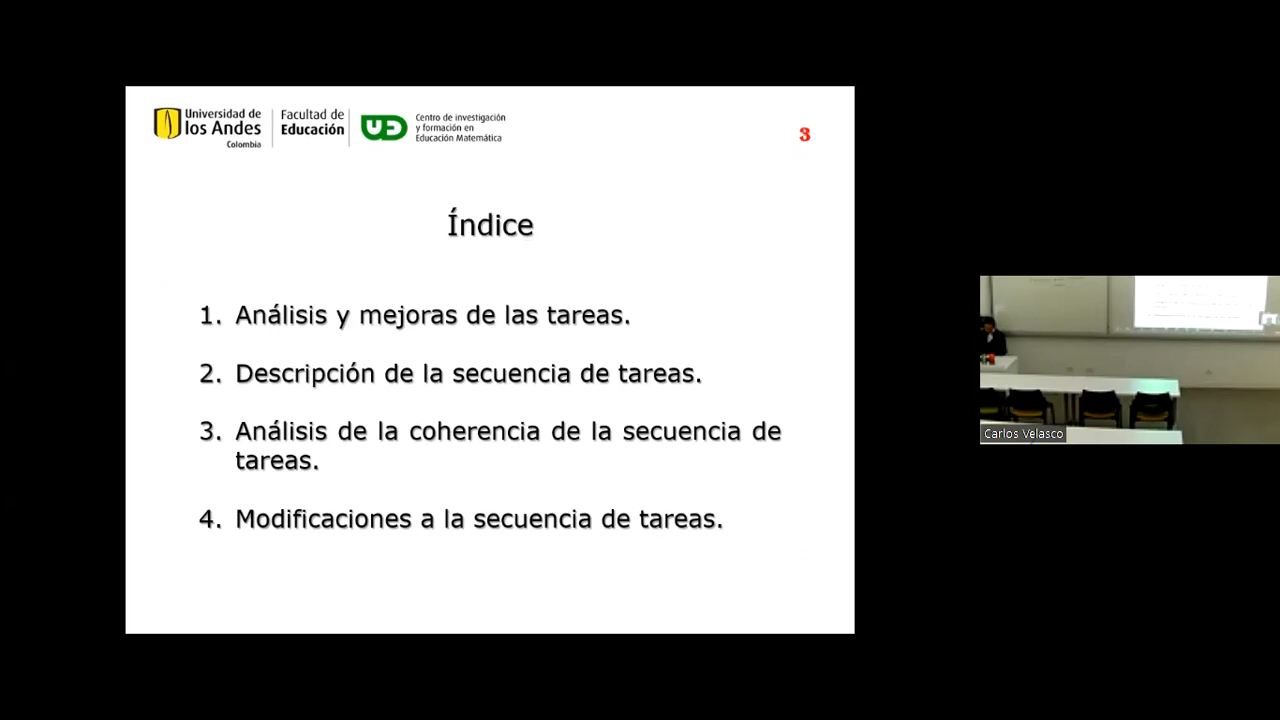 Universidad de
los Andes
Colombia
Facultad de
Educación
Centro de investigación
y formación en
Educación Matemática
3
Índice
1. Análisis y mejoras de las tareas.
2. Descripción de la secuencia de tareas.
3. Análisis de la coherencia de la secuencia de
tareas.
4. Modificaciones a la secuencia de tareas.
Carlos Velasco